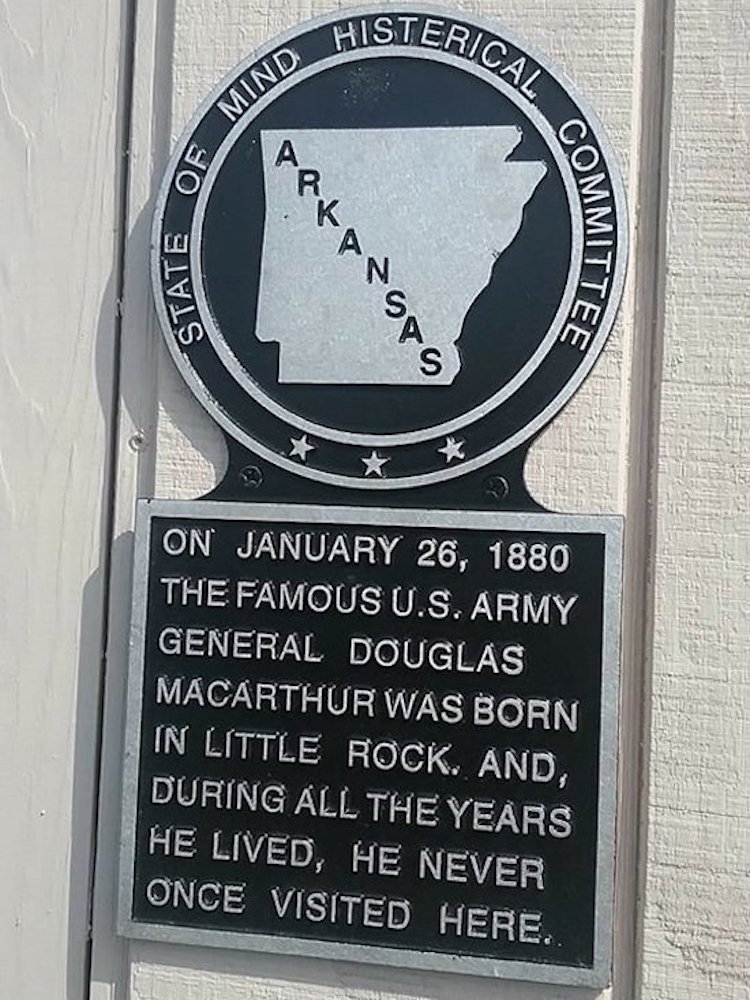 STATE OF MIND HISTERICAL COMMITTEE
ARKANSAS
ON JANUARY 26, 1880
THE FAMOUS U.S. ARMY
GENERAL DOUGLAS
MACARTHUR WAS BORN
IN LITTLE ROCK. AND,
DURING ALL THE YEARS
HE LIVED, HE NEVER
ONCE VISITED HERE.